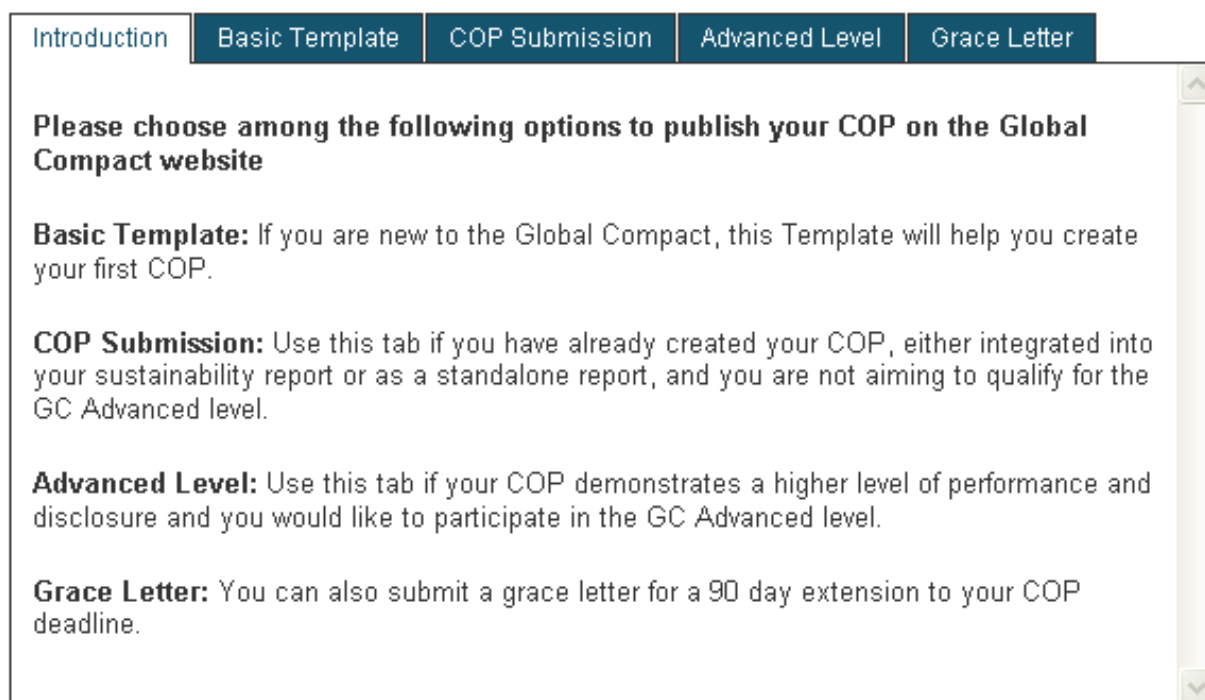 Introduction Basic Template COP Submission Advanced Level Grace Letter
Please choose among the following options to publish your COP on the Global
Compact website
Basic Template: If you are new to the Global Compact, this Template will help you create
your first COP.
COP Submission: Use this tab if you have already created your COP, either integrated into
your sustainability report or as a standalone report, and you are not aiming to qualify for the
GC Advanced level.
Advanced Level: Use this tab if your COP demonstrates a higher level of performance and
disclosure and you would like to participate in the GC Advanced level.
Grace Letter: You can also submit a grace letter for a 90 day extension to your COP
deadline.